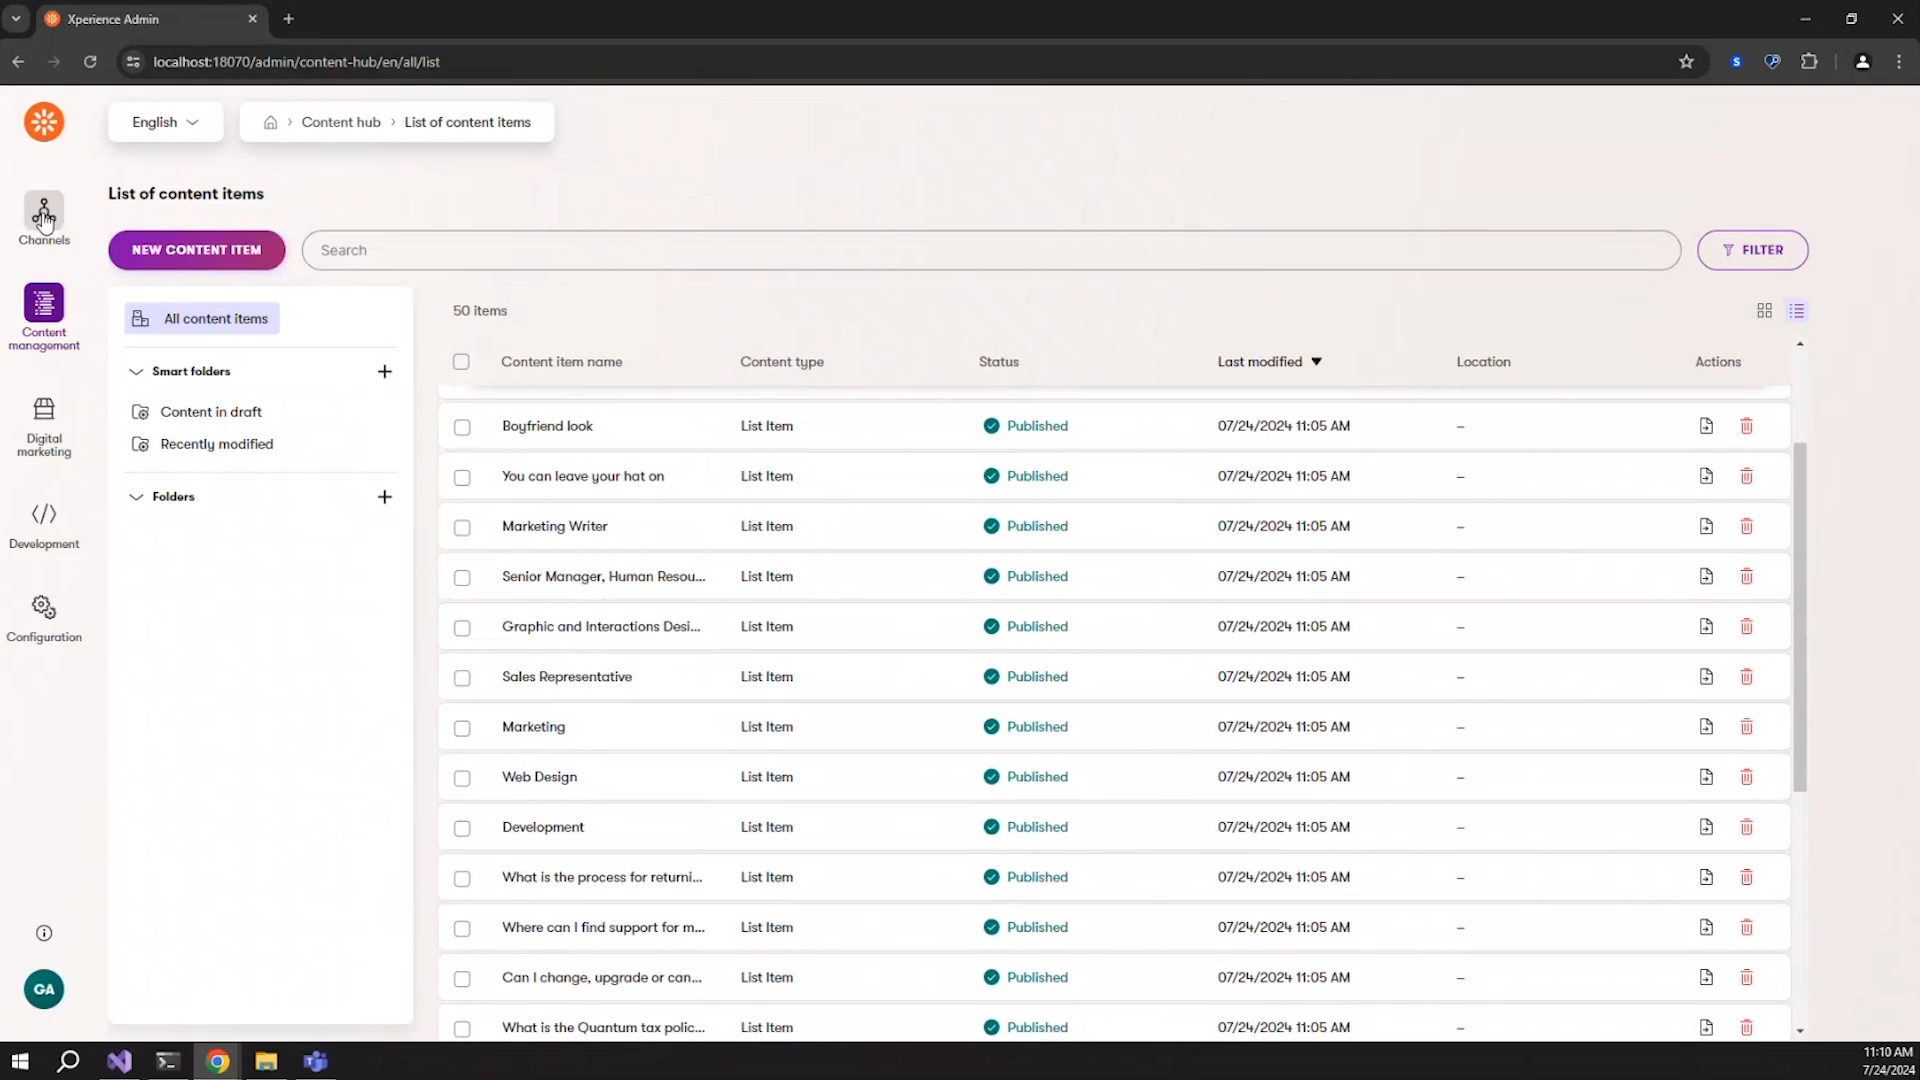 Xperience Admin
localhost:18070/admin/content-hub/en/all/list
S
English
Content hub
List of content items
List of content items
Channels
NEW CONTENT ITEM
Search
FILTER
Content
management
All content items
50 items
Smart folders
Content item name Content type Status Last modified Location Actions
Content in draft
Recently modified
Boyfriend look List Item Published 07/24/2024 11:05 AM –
You can leave your hat on List Item Published 07/24/2024 11:05 AM –
Digital
marketing
Folders
Marketing Writer List Item Published 07/24/2024 11:05 AM –
Development
Senior Manager, Human Resou... List Item Published 07/24/2024 11:05 AM –
Graphic and Interactions Desi... List Item Published 07/24/2024 11:05 AM –
Configuration
Sales Representative List Item Published 07/24/2024 11:05 AM –
Marketing List Item Published 07/24/2024 11:05 AM –
Web Design List Item Published 07/24/2024 11:05 AM –
Development List Item Published 07/24/2024 11:05 AM –
What is the process for returni... List Item Published 07/24/2024 11:05 AM –
Where can I find support for m... List Item Published 07/24/2024 11:05 AM –
Can I change, upgrade or can... List Item Published 07/24/2024 11:05 AM –
GA
What is the Quantum tax polic... List Item Published 07/24/2024 11:05 AM –
11:10 AM
7/24/2024